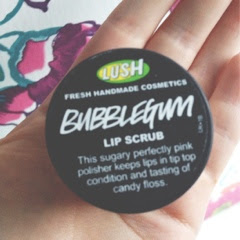 LUSH
FRESH HANDMADE COSMETICS
BUBBLEGUM
LIP SCRUB
This sugary perfectly pink
polisher keeps lips in tip top
condition and tasting of
candy floss.